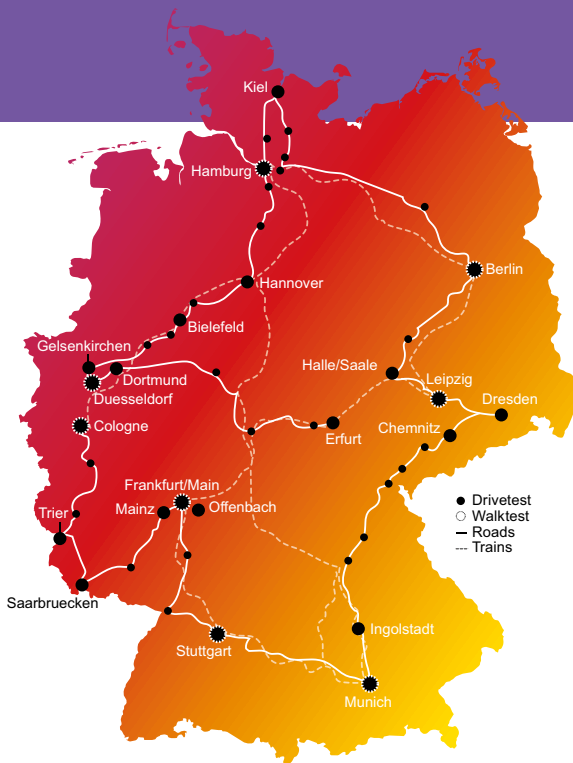 Kiel
Hamburg
Hannover
Berlin
Bielefeld
Gelsenkirchen
Dortmund
Duesseldorf
Halle/Saale
Leipzig
Dresden
Cologne
Chemnitz
Erfurt
Frankfurt/Main
Mainz
Offenbach
Trier
Saarbruecken
Stuttgart
Ingolstadt
Munich
Drivetest
Walktest
Roads
Trains